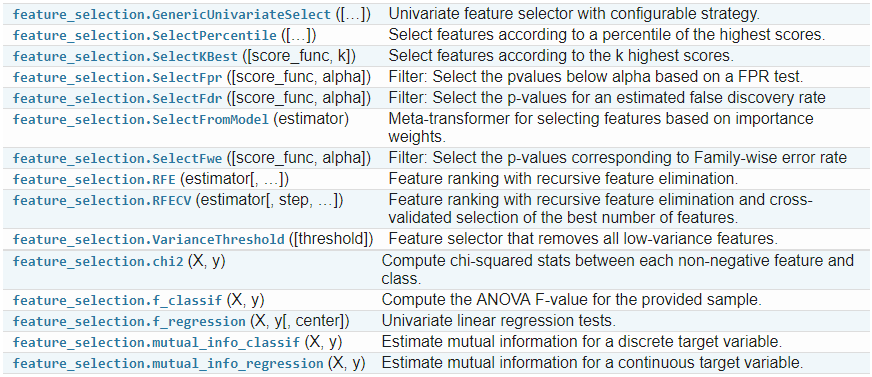 feature_selection.GenericUnivariateSelect ([…]) Univariate feature selector with configurable strategy.
feature_selection.SelectPercentile ([…]) Select features according to a percentile of the highest scores.
feature_selection.SelectKBest ([score_func, k]) Select features according to the k highest scores.
feature_selection.SelectFpr ([score_func, alpha]) Filter: Select the pvalues below alpha based on a FPR test.
feature_selection.SelectFdr ([score_func, alpha]) Filter: Select the p-values for an estimated false discovery rate
feature_selection.SelectFromModel (estimator) Meta-transformer for selecting features based on importance
weights.
feature_selection.SelectFwe ([score_func, alpha]) Filter: Select the p-values corresponding to Family-wise error rate
feature_selection.RFE (estimator[, …]) Feature ranking with recursive feature elimination.
feature_selection.RFECV (estimator[, step, …]) Feature ranking with recursive feature elimination and cross-
validated selection of the best number of features.
feature_selection.VarianceThreshold ([threshold]) Feature selector that removes all low-variance features.
feature_selection.chi2 (X, y) Compute chi-squared stats between each non-negative feature and
class.
feature_selection.f_classif (X, y) Compute the ANOVA F-value for the provided sample.
feature_selection.f_regression (X, y[, center]) Univariate linear regression tests.
feature_selection.mutual_info_classif (X, y) Estimate mutual information for a discrete target variable.
feature_selection.mutual_info_regression (X, y) Estimate mutual information for a continuous target variable.